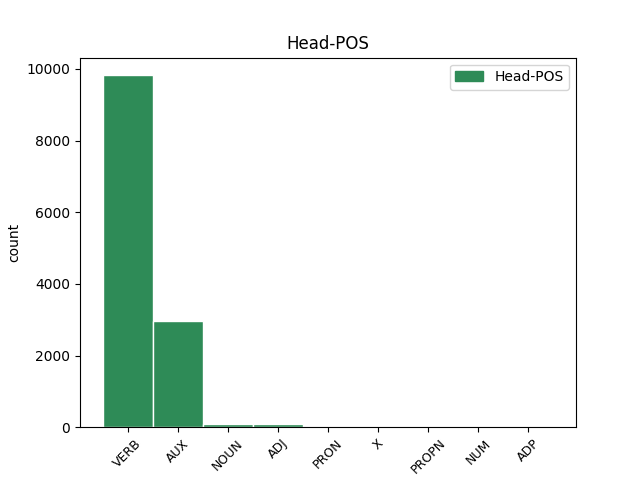 Head-POS
Head-POS
10000
8000
6000
4000
2000
0
count
VERB AUX NOUN ADJ PRON X PROPN NUM ADP